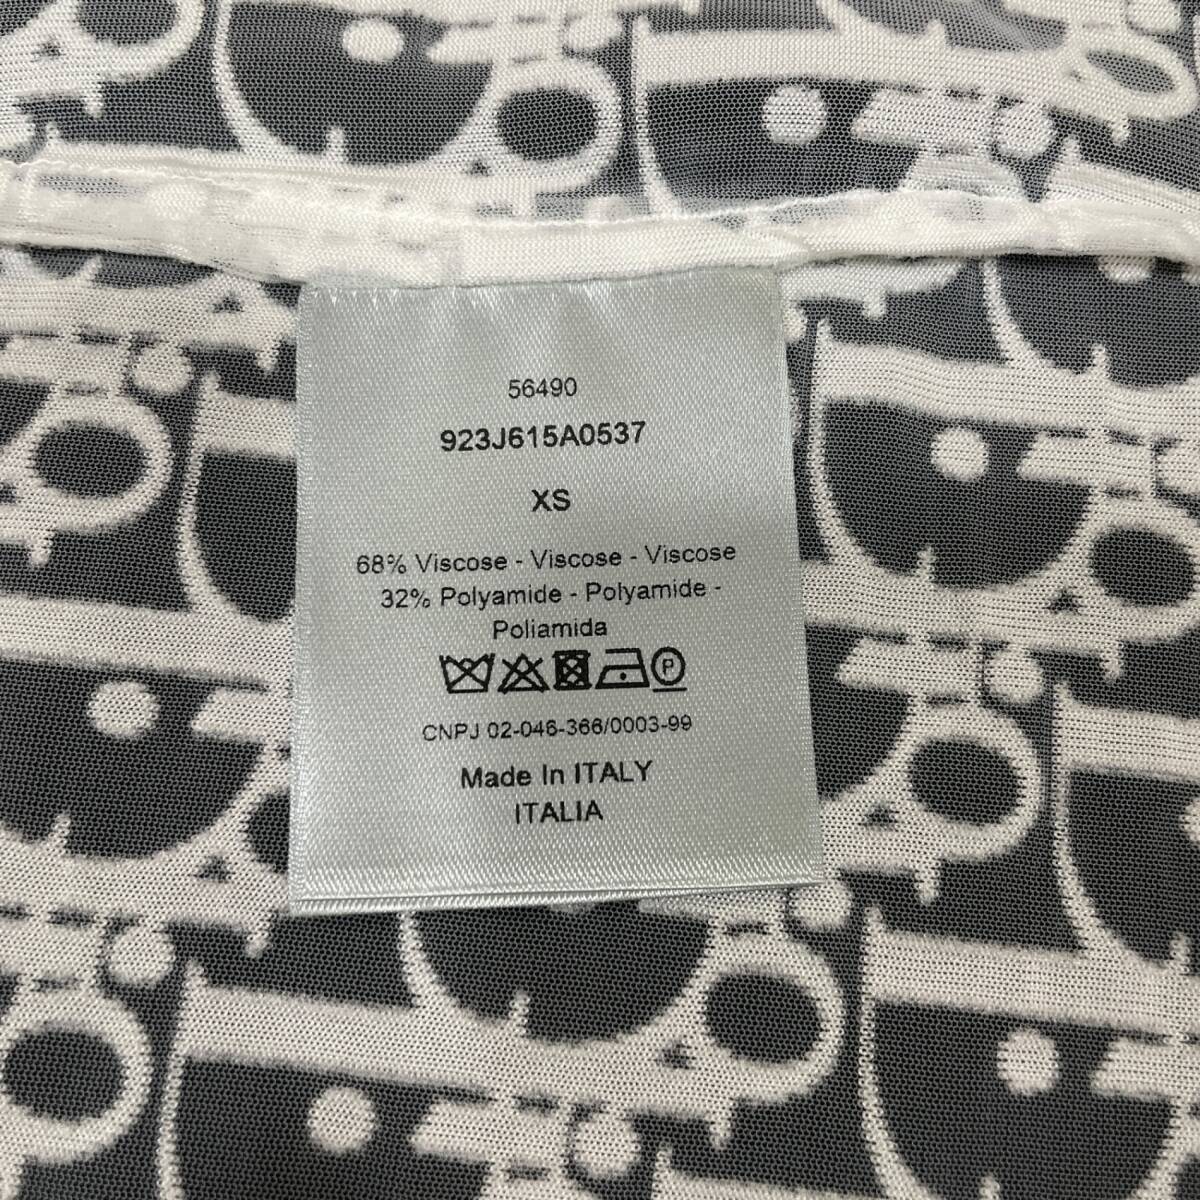 56490
923J615A0537
XS
68% Viscose - Viscose - Viscose
32% Polyamide - Polyamide -
Poliamida
P
CNPJ 02-046-366/0003-99
Made In ITALY
ITALIA